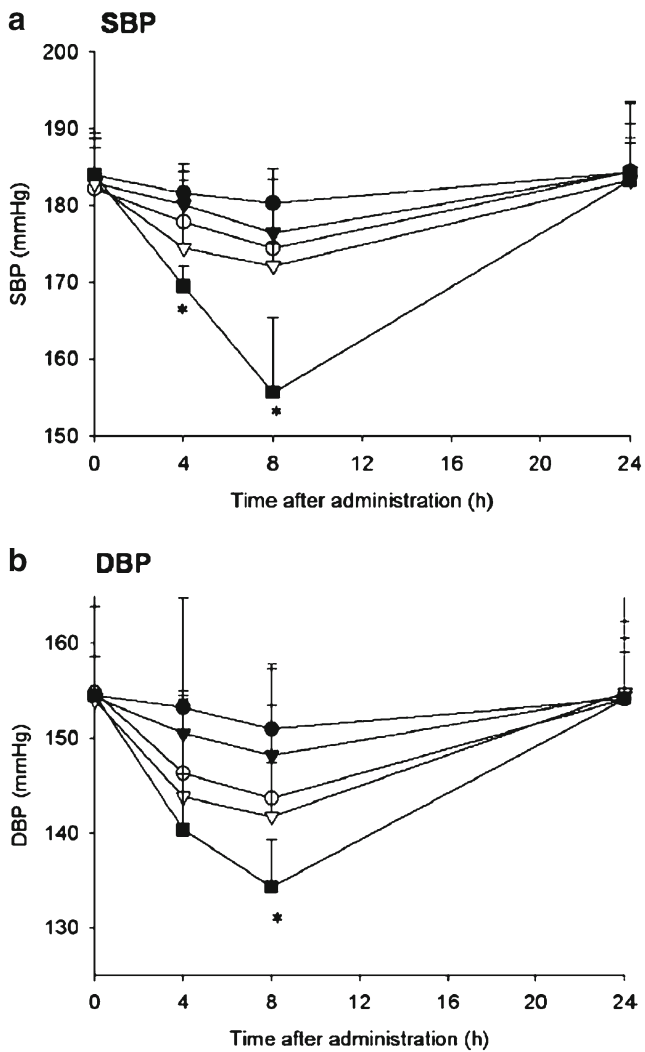 a SBP
200
190
180
170
160
150
SBP (mmHg)
0 4 8 12 16 20 24
*
*
Time after administration (h)
b DBP
160
150
140
130
DBP (mmHg)
0 4 8 12 16 20 24
*
Time after administration (h)